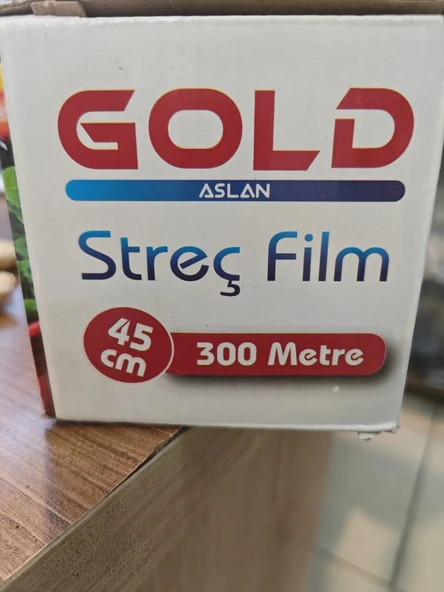 GOLD
ASLAN
Streç Film
45 cm
300 Metre